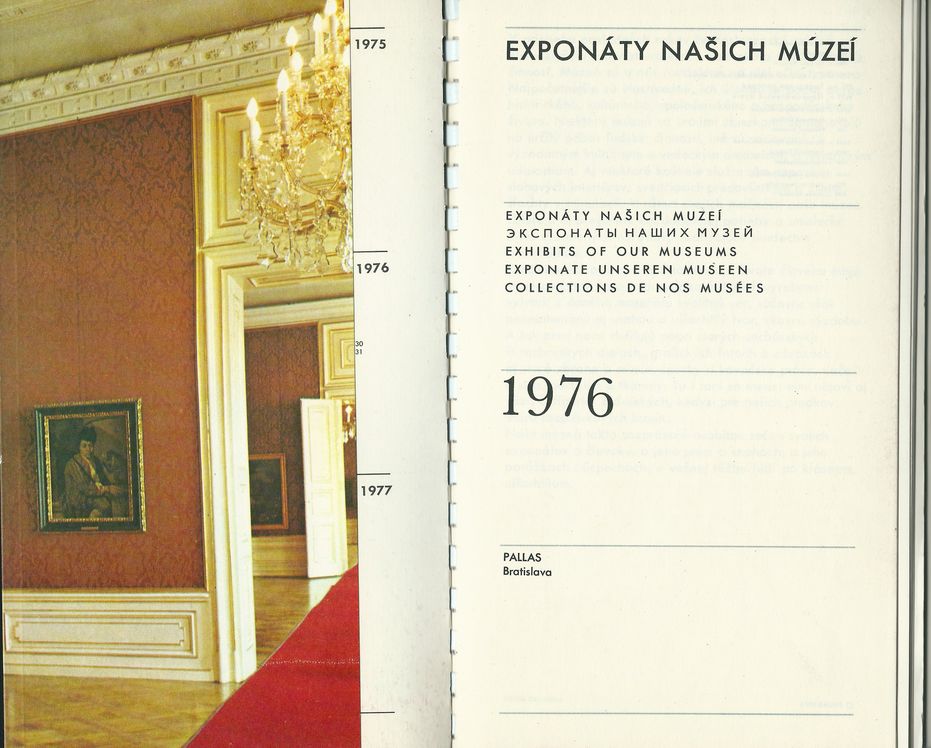 1975
1976
30
31
1977
EXPONÁTY NAŠICH MÚZEÍ
EXPONÁTY NAŠICH MUZEÍ
ЭКСПОНАТЫ НАШИХ МУЗЕЙ
EXHIBITS OF OUR MUSEUMS
EXPONATE UNSEREN MUSEEN
COLLECTIONS DE NOS MUSÉES
1976
PALLAS
Bratislava